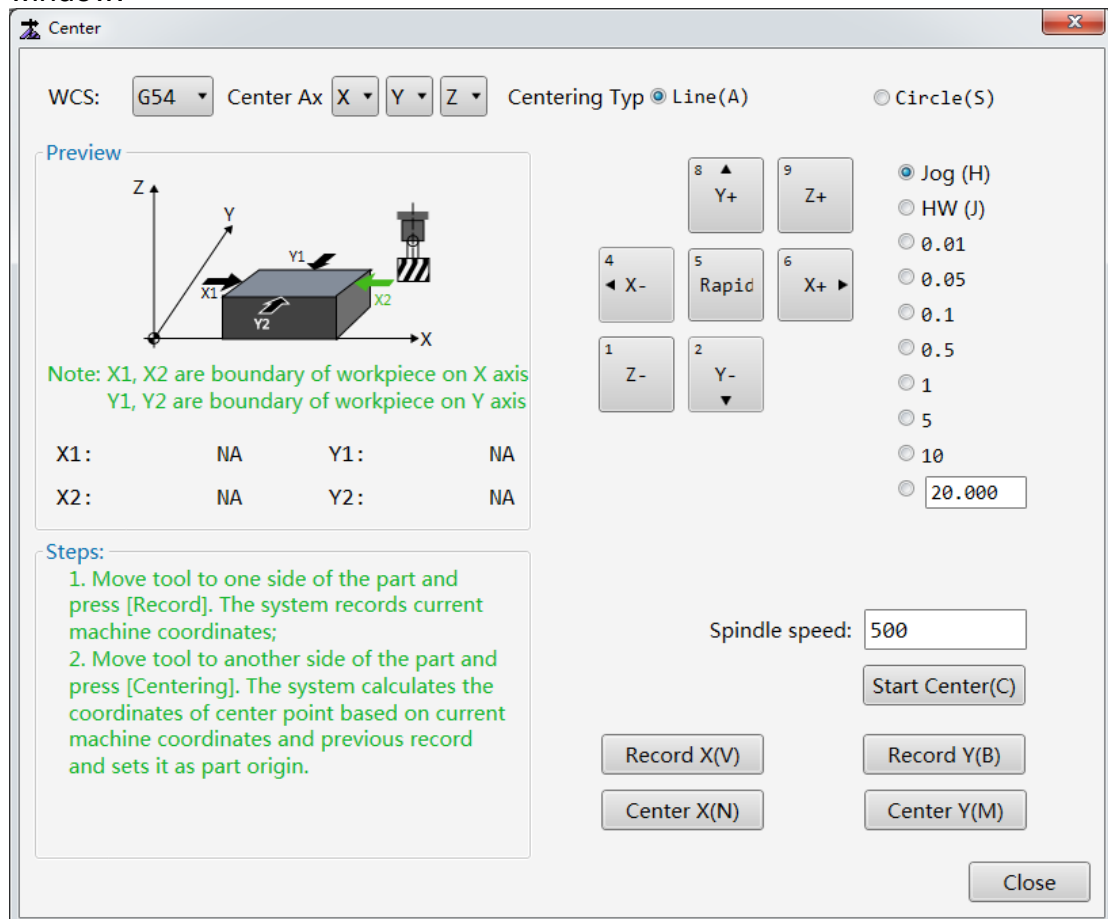 Center
WCS: G54 Center Ax X Y Z Centering Typ Line(A) Circle(S)
Preview
Z
Y
Y1
X1
X2
Y2
X
Note: X1, X2 are boundary of workpiece on X axis
Y1, Y2 are boundary of workpiece on Y axis
X1: NA Y1: NA
X2: NA Y2: NA
Steps:
1. Move tool to one side of the part and
press [Record]. The system records current
machine coordinates;
2. Move tool to another side of the part and
press [Centering]. The system calculates the
coordinates of center point based on current
machine coordinates and previous record
and sets it as part origin.
8 Y+
9 Z+
4 X-
5 Rapid
6 X+
1 Z-
2 Y-
Jog (H)
HW (J)
0.01
0.05
0.1
0.5
1
5
10
20.000
Spindle speed: 500
Start Center(C)
Record X(V) Record Y(B)
Center X(N) Center Y(M)
Close